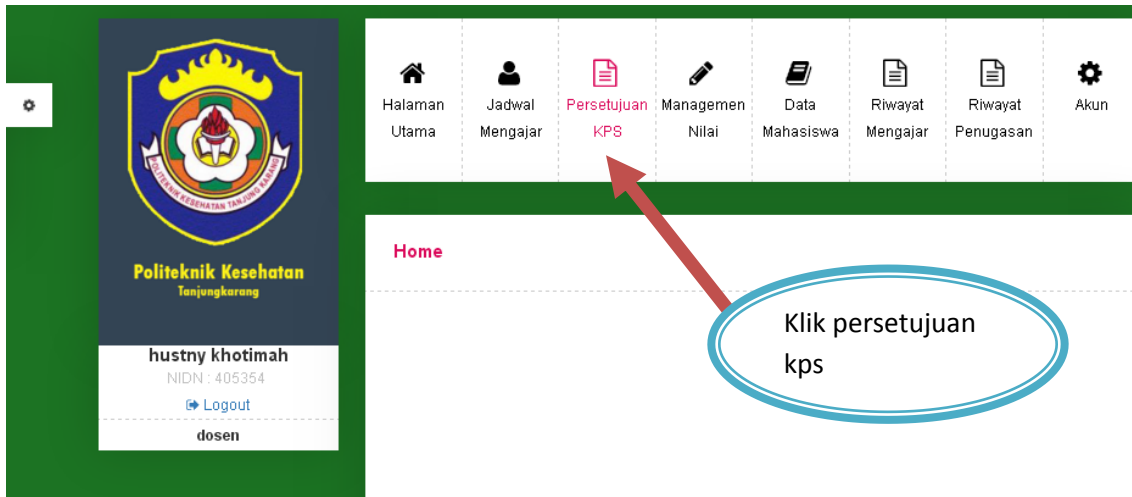 POLITEKNIK KESEHATAN TANJUNG KARANG
Politeknik Kesehatan
Tanjungkarang
hustny khotimah
NIDN : 405354
Logout
dosen
Halaman
Utama
Jadwal
Mengajar
Persetujuan
KPS
Managemen
Nilai
Data
Mahasiswa
Riwayat
Mengajar
Riwayat
Penugasan
Akun
Home
Klik persetujuan
kps